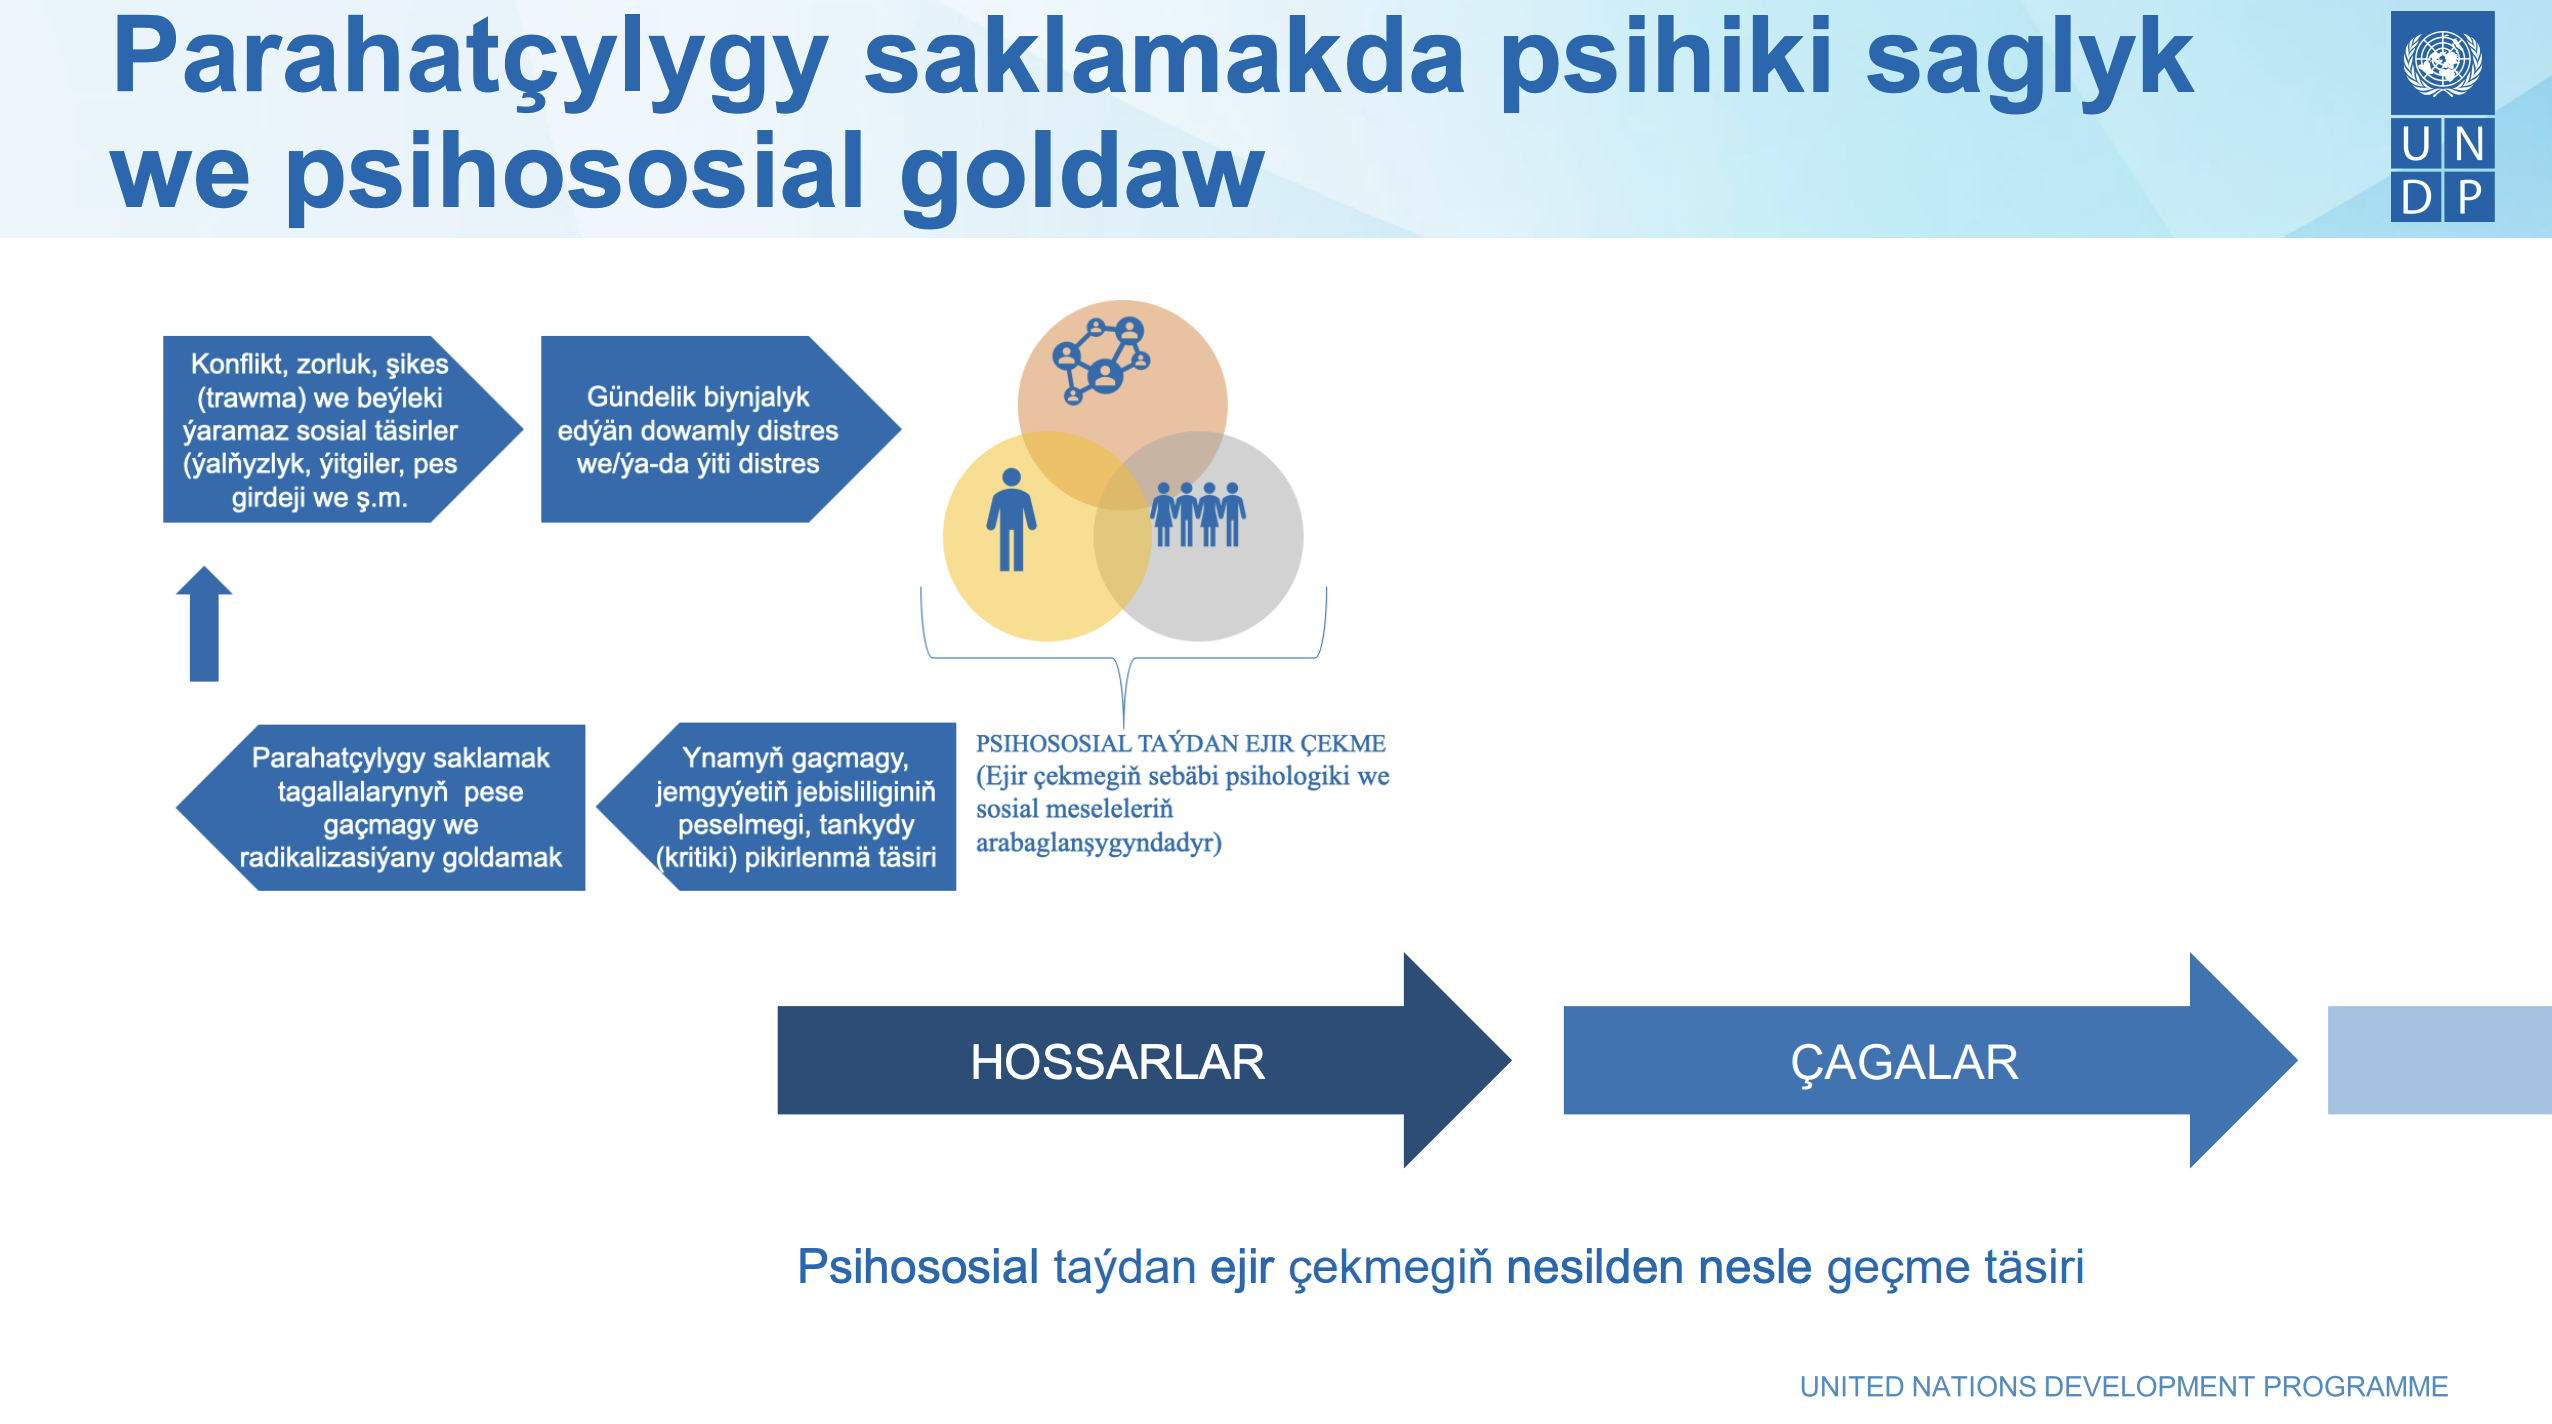 Parahatçylygy saklamakda psihiki saglyk
we psihososial goldaw
U N
D P
Konflikt, zorluk, şikes
(trawma) we beýleki
ýaramaz sosial täsirler
(ýalňyzlyk, ýitgiler, pes
girdeji we ş.m.
Gündelik biynjalyk
edýän dowamly distres
we/ýa-da ýiti distres
PSIHOSOSIAL TAÝDAN EJIR ÇEKME
(Ejir çekmegiň sebäbi psihologiki we
sosial meseleleriň
arabaglanşygyndadyr)
Ynamyň gaçmagy,
jemgyýetiň jebisliliginiň
peselmegi, tankydy
(kritiki) pikirlenmä täsiri
Parahatçylygy saklamak
tagallalarynyň  pese
gaçmagy we
radikalizasiýany goldamak
HOSSARLAR
ÇAGALAR
Psihososial taýdan ejir çekmegiň nesilden nesle geçme täsiri
UNITED NATIONS DEVELOPMENT PROGRAMME